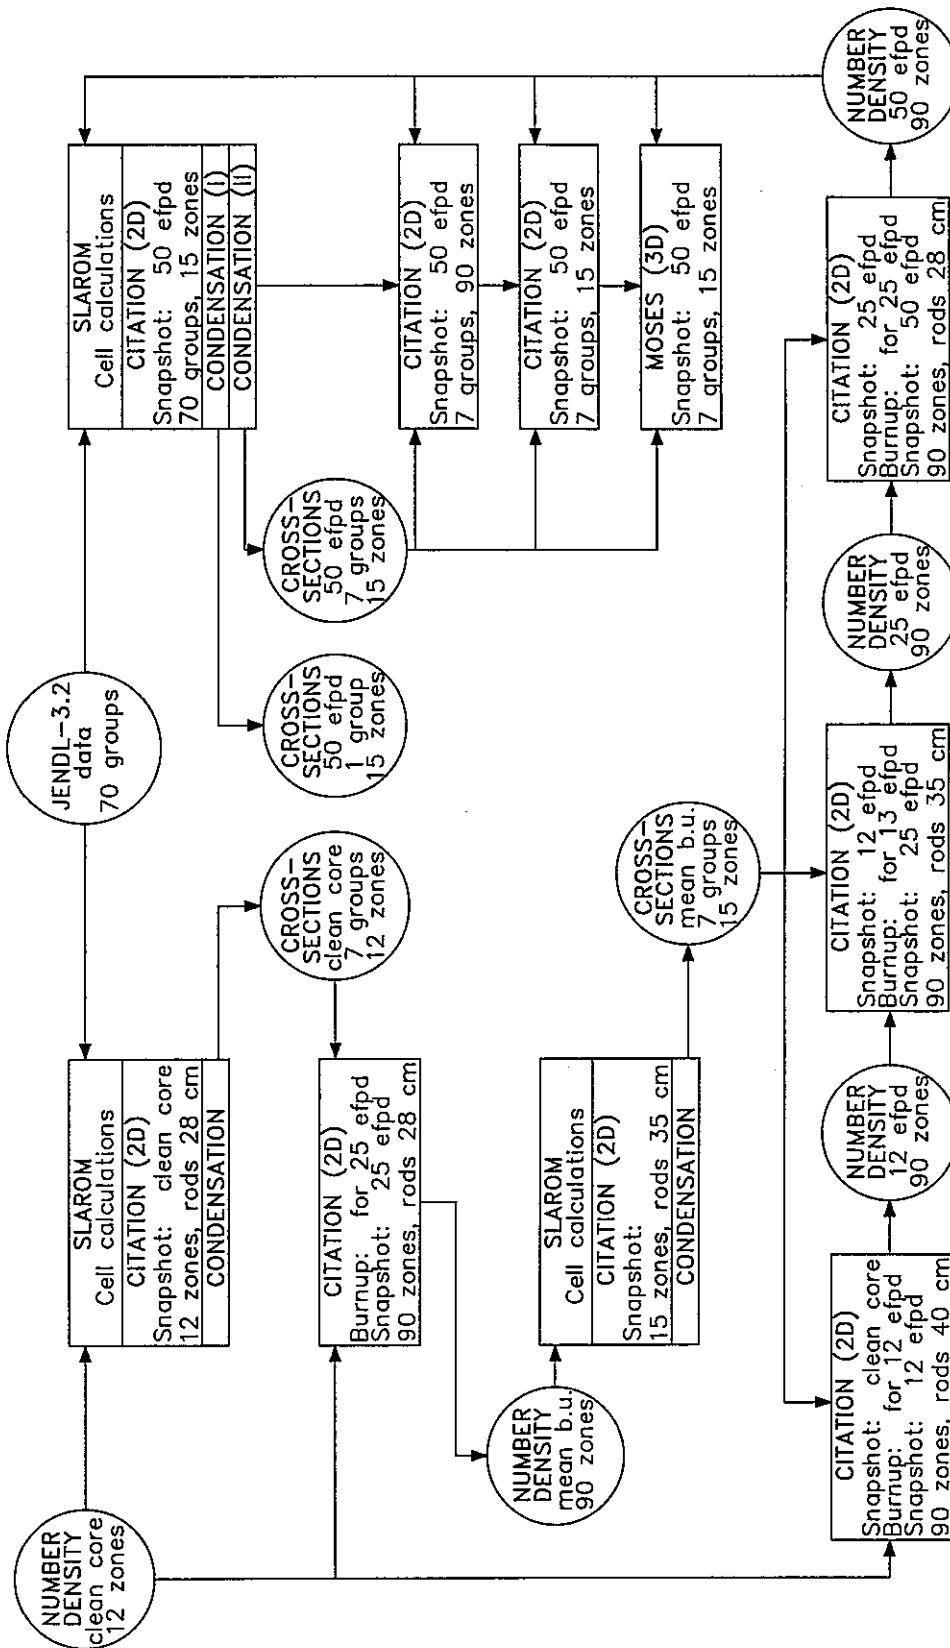 NUMBER
DENSITY
clean core
12 zones
SLAROM
Cell calculations
CITATION (2D)
Snapshot: clean core
12 zones, rods 28 cm
CONDENSATION
JENDL-3.2
data
70 groups
SLAROM
Cell calculations
CITATION (2D)
Snapshot: 50 efpd
70 groups, 15 zones
CONDENSATION (I)
CONDENSATION (II)
CROSS-
SECTIONS
clean core
7 groups
12 zones
CROSS-
SECTIONS
50 efpd
1 group
15 zones
CROSS-
SECTIONS
50 efpd
7 groups
15 zones
CITATION (2D)
Burnup: for 25 efpd
Snapshot: 25 efpd
90 zones, rods 28 cm
CITATION (2D)
Snapshot: 50 efpd
7 groups, 90 zones
CITATION (2D)
Snapshot: 50 efpd
7 groups, 15 zones
MOSES (3D)
Snapshot: 50 efpd
7 groups, 15 zones
NUMBER
DENSITY
mean b.u.
90 zones
SLAROM
Cell calculations
CITATION (2D)
Snapshot:
15 zones, rods 35 cm
CONDENSATION
CROSS-
SECTIONS
mean b.u.
7 groups
15 zones
CITATION (2D)
Snapshot: clean core
Burnup: for 12 efpd
Snapshot: 12 efpd
90 zones, rods 40 cm
NUMBER
DENSITY
12 efpd
90 zones
CITATION (2D)
Snapshot: 12 efpd
Burnup: for 13 efpd
Snapshot: 25 efpd
90 zones, rods 35 cm
NUMBER
DENSITY
25 efpd
90 zones
CITATION (2D)
Snapshot: 25 efpd
Burnup: for 25 efpd
Snapshot: 50 efpd
90 zones, rods 28 cm
NUMBER
DENSITY
50 efpd
90 zones